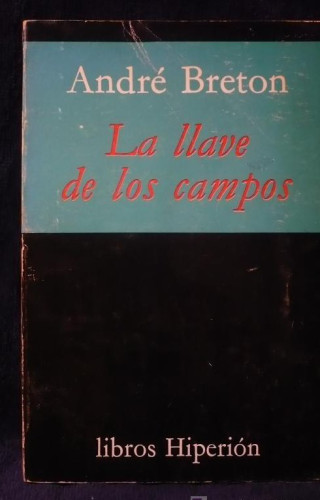 André Breton
La llave
de los campos
libros Hiperión